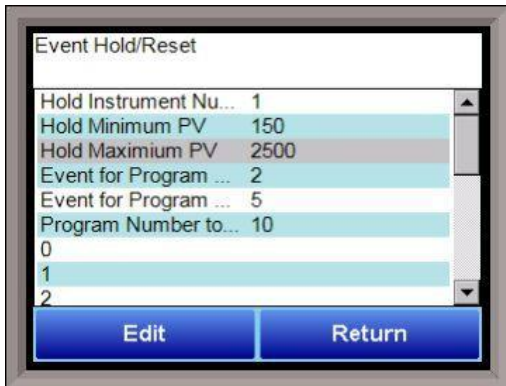 Event Hold/Reset
Hold Instrument Nu... 1
Hold Minimum PV 150
Hold Maximium PV 2500
Event for Program ... 2
Event for Program ... 5
Program Number to... 10
0
1
2
Edit Return